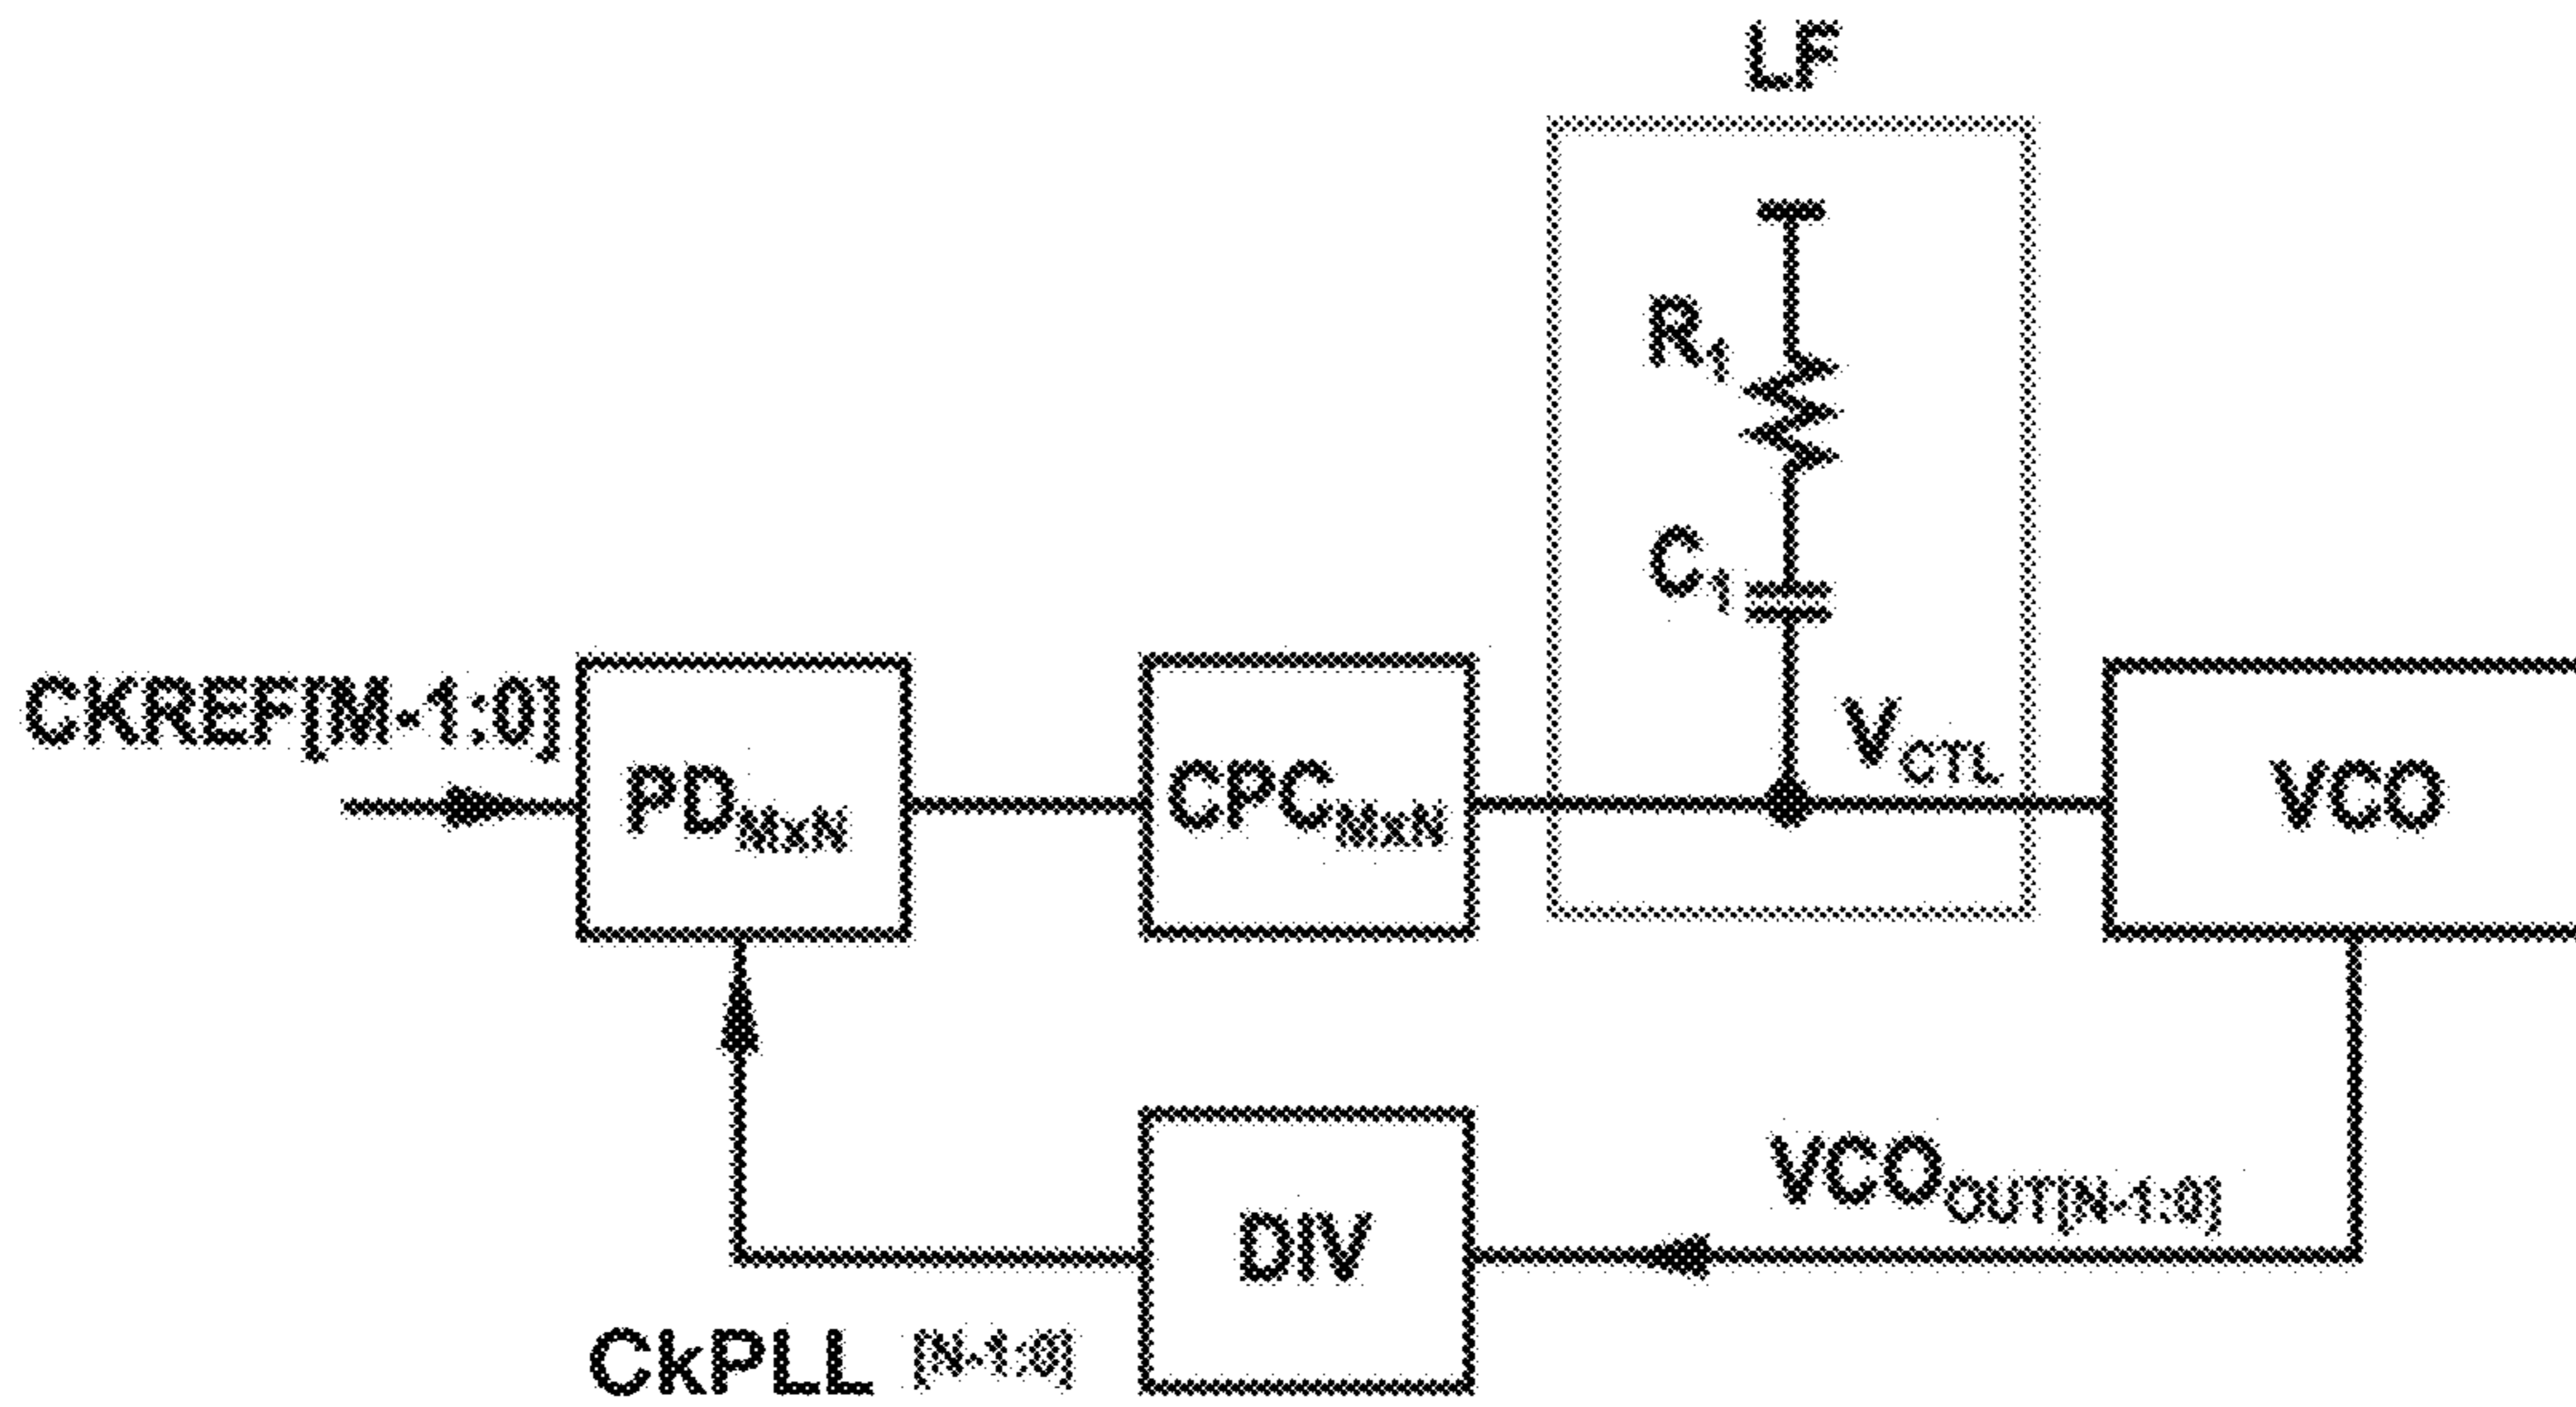 LF
R1
C1
CKREF[M-1:0]
PDMxN
CPCMxN
VCTL
VCO
VCOOUT[N-1:0]
DIV
CkPLL [N-1:0]